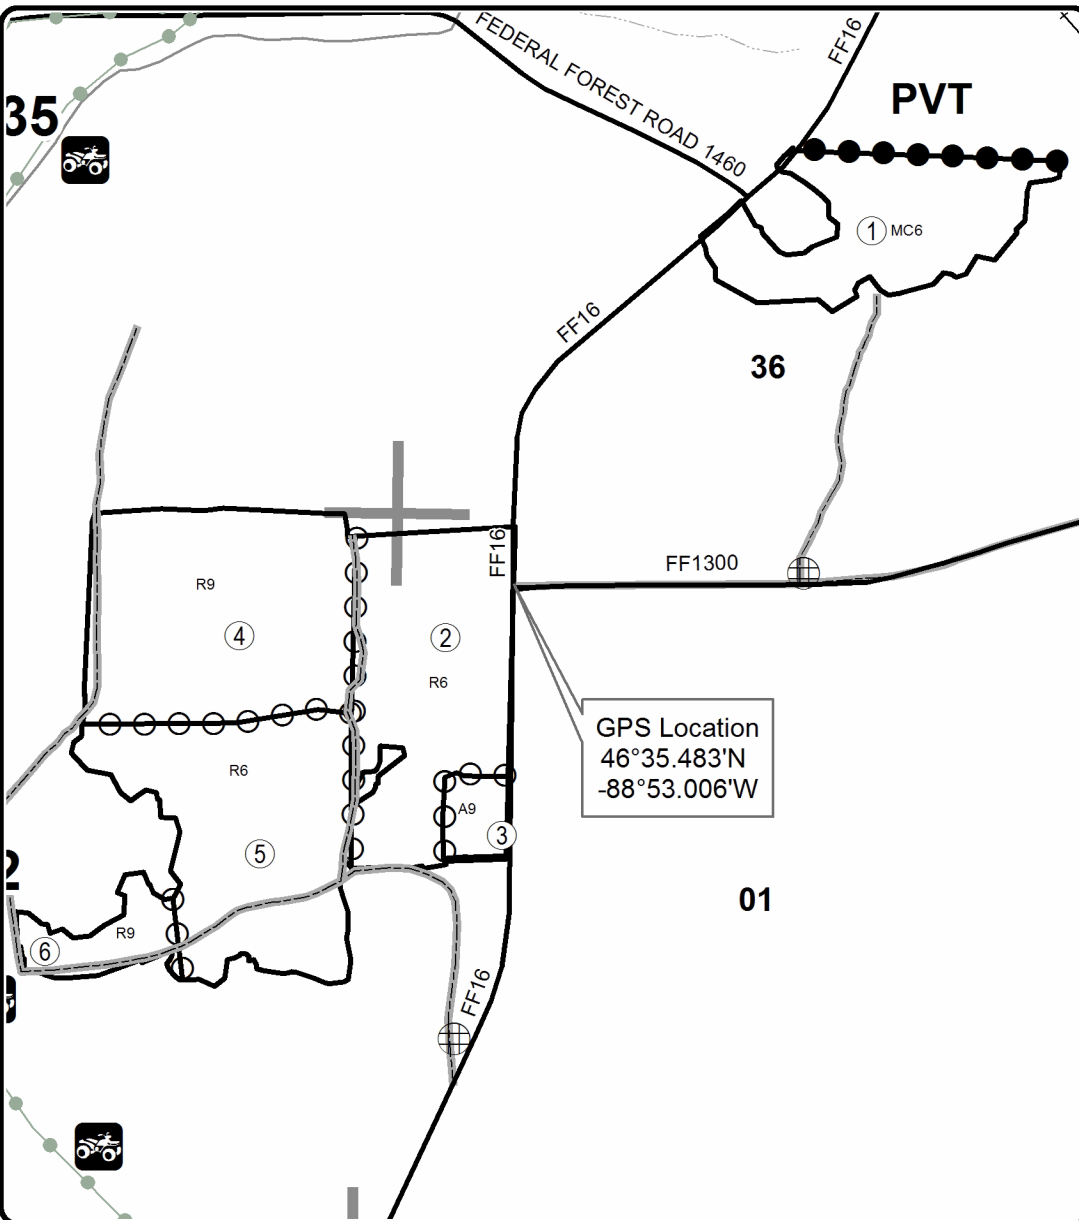 FEDERAL FOREST ROAD 1460
FF16
PVT
35
1 MC6
FF16
36
FF16
FF1300
R9
4
2
R6
GPS Location
46°35.483'N
-88°53.006'W
R6
A9
3
5
2
01
R9
6
FF16